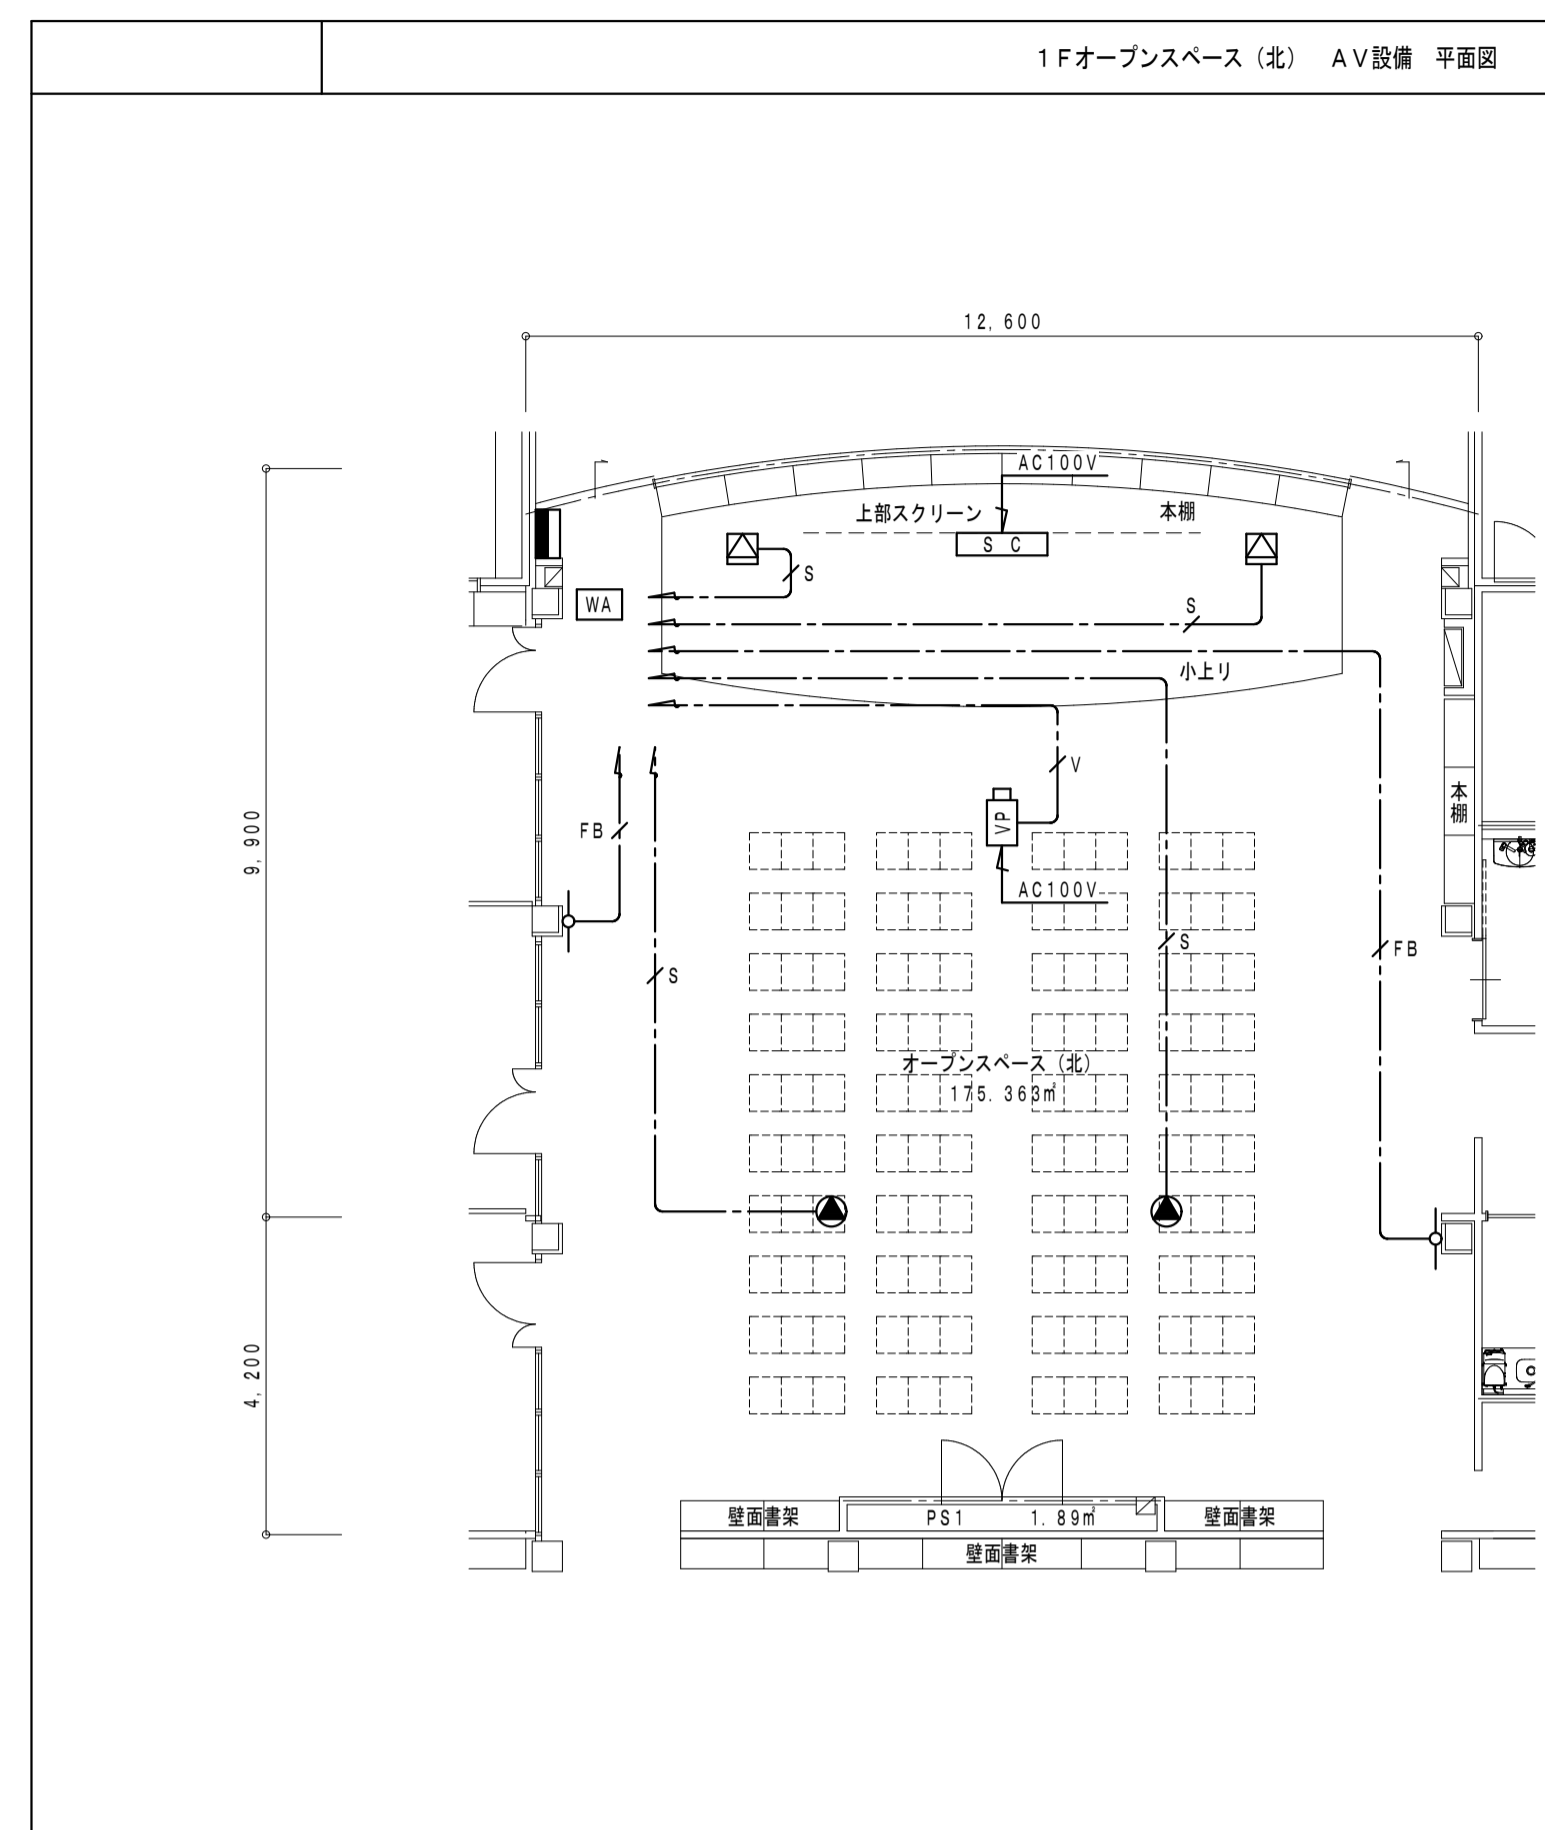 1Fオープンスペース（北）　AV設備　平面図
12,600
AC100V
上部スクリーン
本棚
SC
S
WA
S
小上り
V
VP
本棚
9,900
FB
AC100V
S
S
FB
オープンスペース（北）
175.363㎡
4,200
壁面書架
PS1　1.89㎡
壁面書架
壁面書架